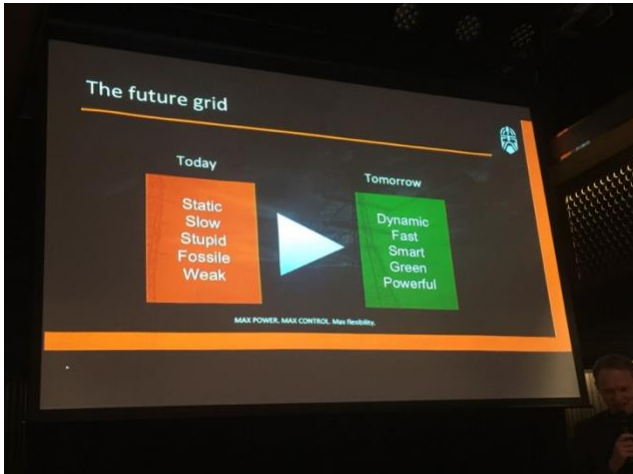 The future grid
Today
Static
Slow
Stupid
Fossile
Weak
Tomorrow
Dynamic
Fast
Smart
Green
Powerful
MAX POWER. MAX CONTROL. Max flexibility.